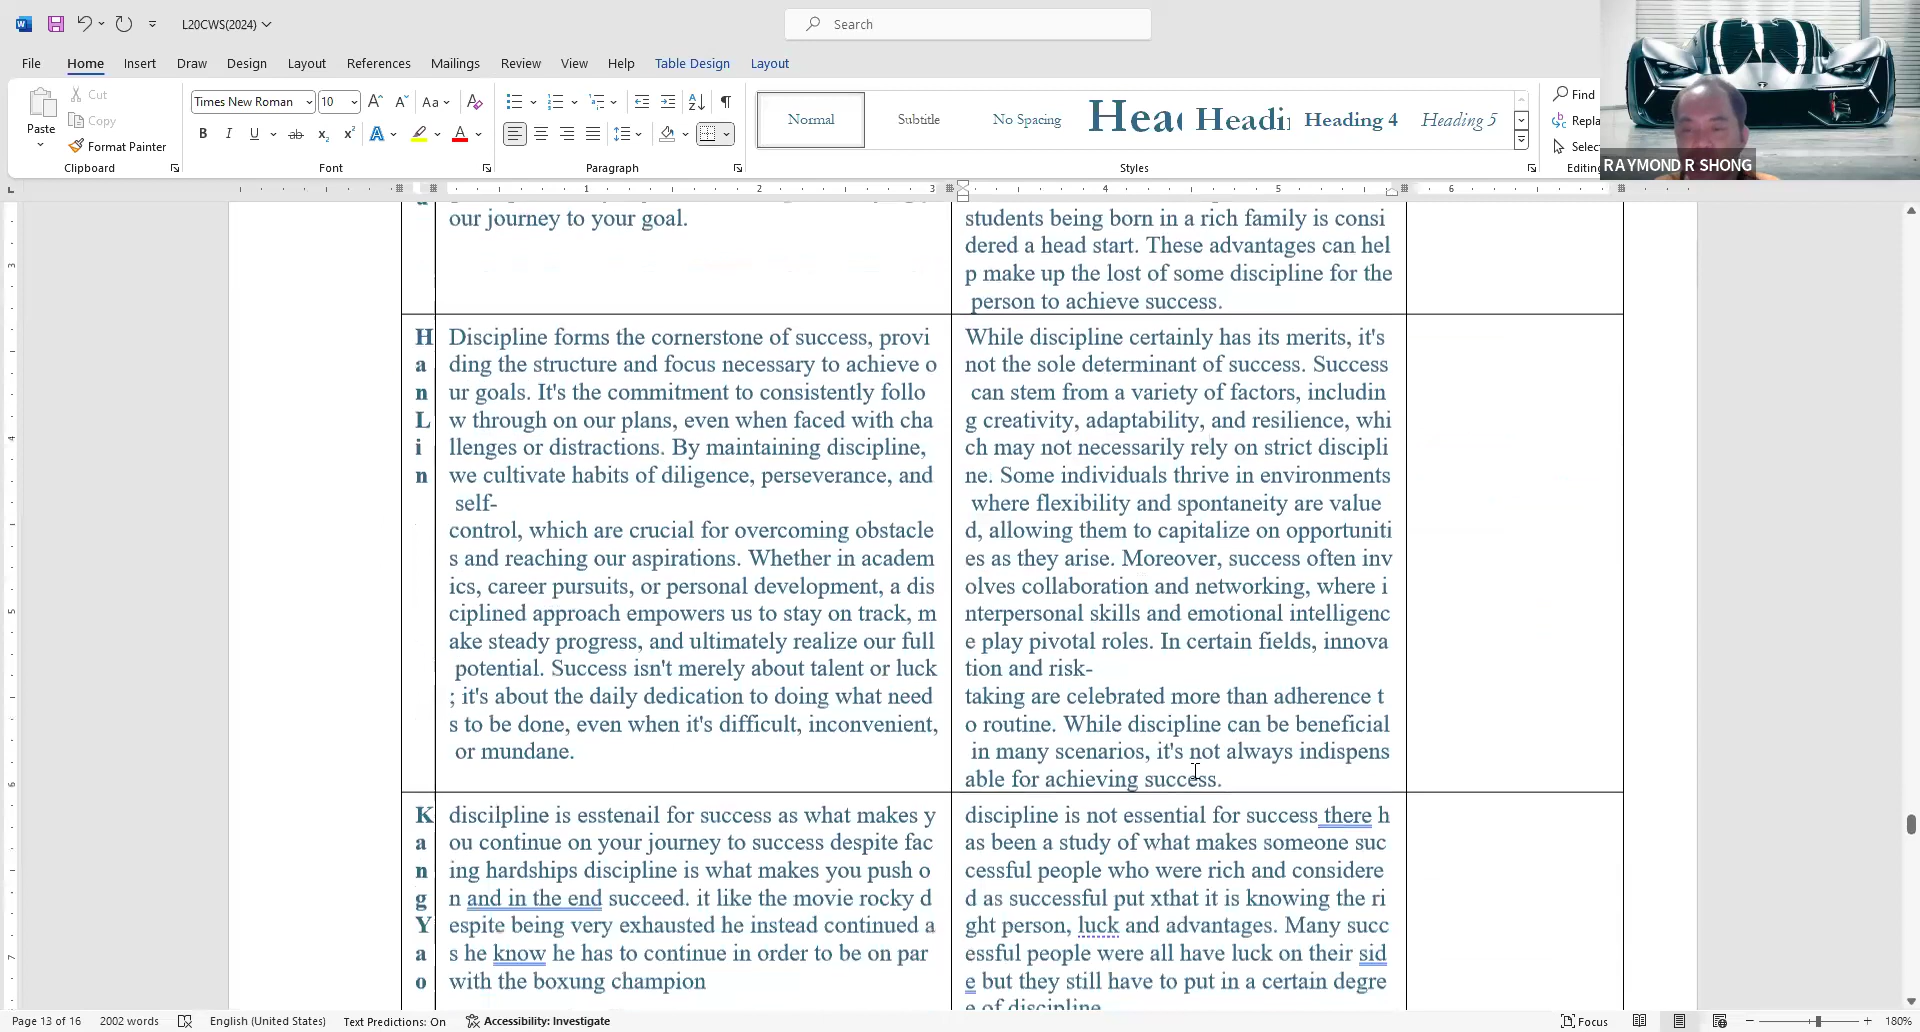 L20CWS(2024)
Search
File Home Insert Draw Design Layout References Mailings Review View Help Table Design Layout
Paste
Cut
Copy
Format Painter
Clipboard
Times New Roman 10
Font
Paragraph
Normal Subtitle No Spacing Heading 4 Heading 5
Styles
Find
Editing
RAYMOND R SHONG
1 2 3 4 5 6
our journey to your goal.
students being born in a rich family is consi
dered a head start. These advantages can hel
p make up the lost of some discipline for the
person to achieve success.
H
a
n
L
i
n
Discipline forms the cornerstone of success, provi
ding the structure and focus necessary to achieve o
ur goals. It's the commitment to consistently follo
w through on our plans, even when faced with cha
llenges or distractions. By maintaining discipline,
we cultivate habits of diligence, perseverance, and
self-
control, which are crucial for overcoming obstacle
s and reaching our aspirations. Whether in academ
ics, career pursuits, or personal development, a dis
ciplined approach empowers us to stay on track, m
ake steady progress, and ultimately realize our full
potential. Success isn't merely about talent or luck
; it's about the daily dedication to doing what need
s to be done, even when it's difficult, inconvenient,
or mundane.
While discipline certainly has its merits, it's
not the sole determinant of success. Success
can stem from a variety of factors, includin
g creativity, adaptability, and resilience, whi
ch may not necessarily rely on strict discipli
ne. Some individuals thrive in environments
where flexibility and spontaneity are value
d, allowing them to capitalize on opportuniti
es as they arise. Moreover, success often inv
olves collaboration and networking, where i
nterpersonal skills and emotional intelligenc
e play pivotal roles. In certain fields, innova
tion and risk-
taking are celebrated more than adherence t
o routine. While discipline can be beneficial
in many scenarios, it's not always indispens
able for achieving success.
K
a
n
g
Y
a
o
discilpline is esstenail for success as what makes y
ou continue on your journey to success despite fac
ing hardships discipline is what makes you push o
n and in the end succeed. it like the movie rocky d
espite being very exhausted he instead continued a
s he know he has to continue in order to be on par
with the boxung champion
discipline is not essential for success there h
as been a study of what makes someone suc
cessful people who were rich and considere
d as successful put xthat it is knowing the ri
ght person, luck and advantages. Many succ
essful people were all have luck on their sid
e but they still have to put in a certain degre
e of discipline
Page 13 of 16 2002 words English (United States) Text Predictions: On Accessibility: Investigate Focus 180%